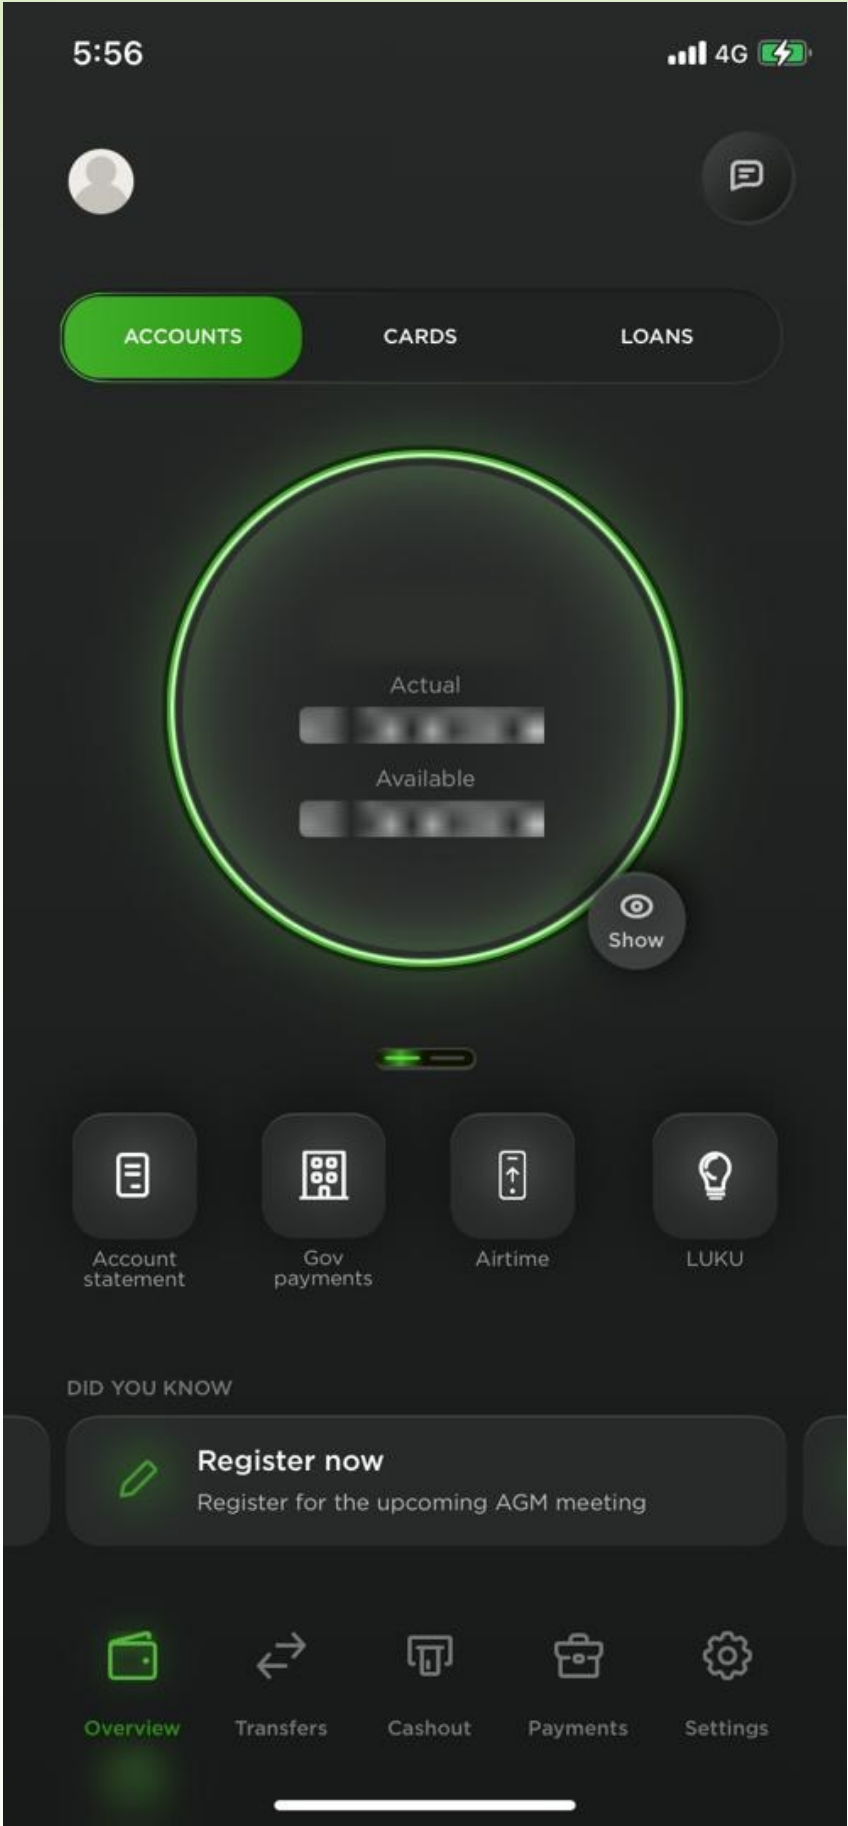 5:56
4G
ACCOUNTS
CARDS
LOANS
Actual
Available
Show
Account
statement
Gov
payments
Airtime
LUKU
DID YOU KNOW
Register now
Register for the upcoming AGM meeting
Overview
Transfers
Cashout
Payments
Settings